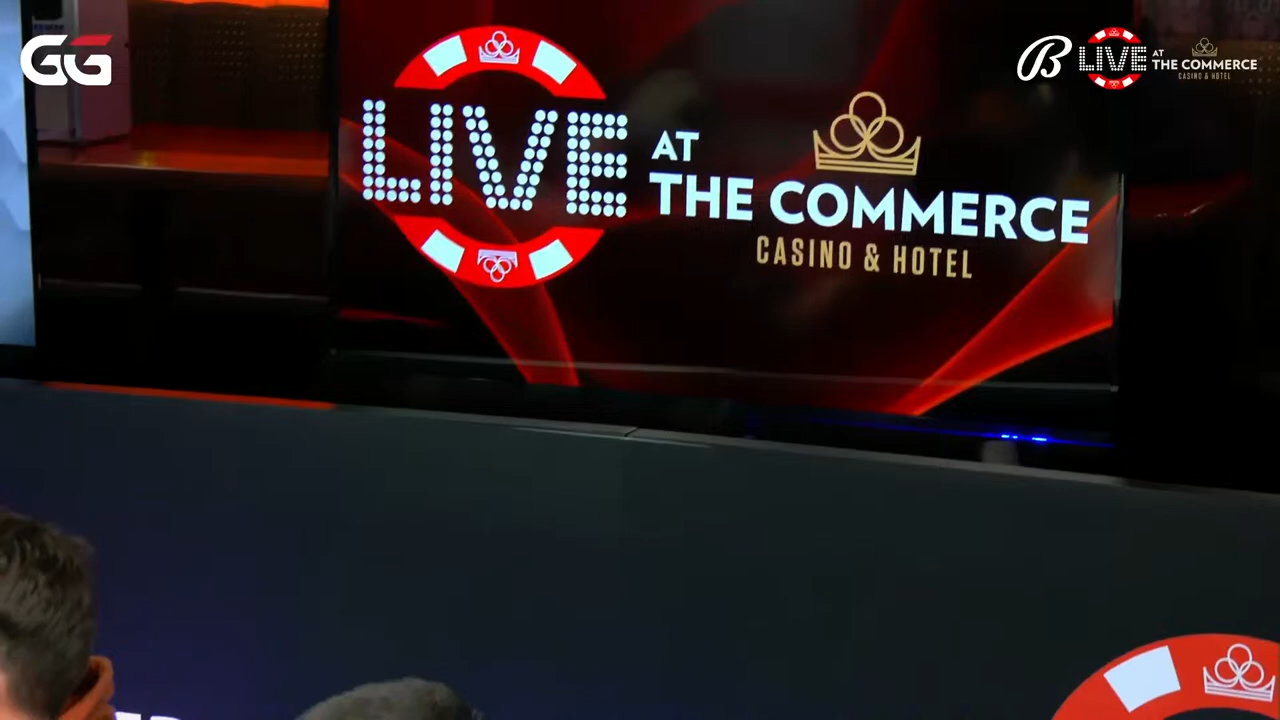 GG
B LIVE AT
THE COMMERCE
CASINO & HOTEL
LIVE AT
THE COMMERCE
CASINO & HOTEL